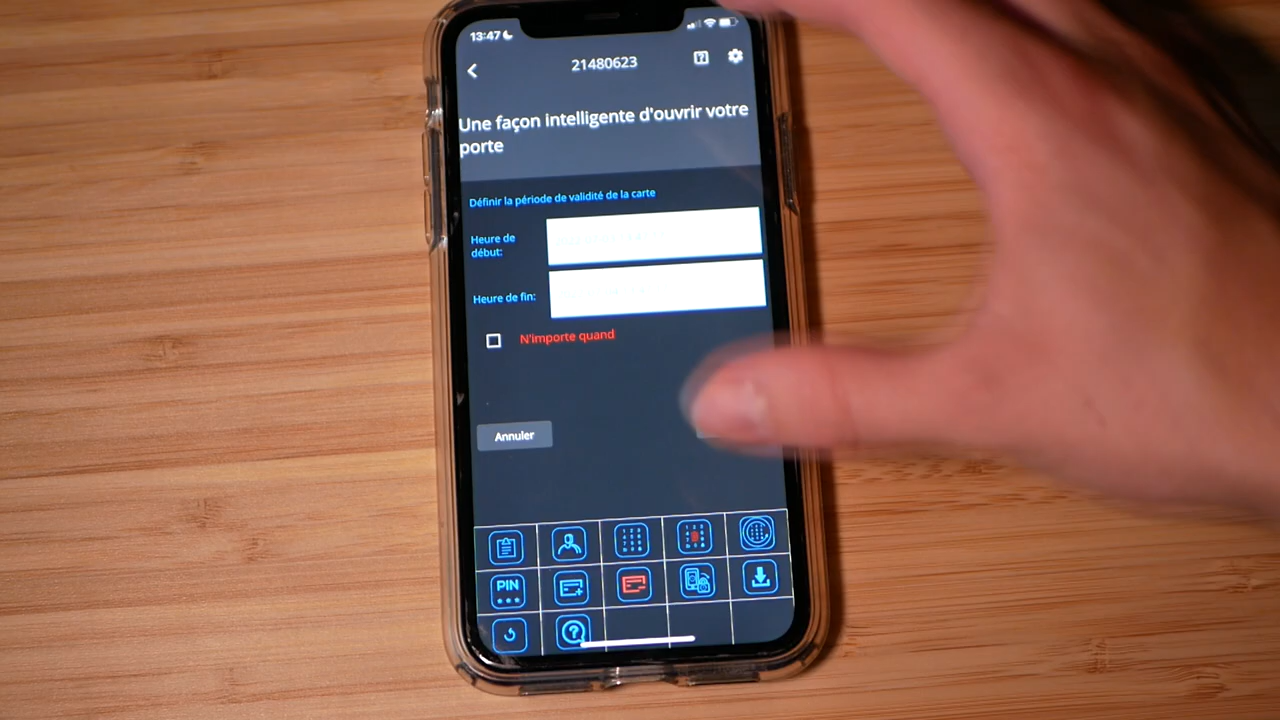 13:47
21480623
Une façon intelligente d'ouvrir votre
porte
Définir la période de validité de la carte
Heure de
début:
Heure de fin:
N'importe quand
Annuler
PIN